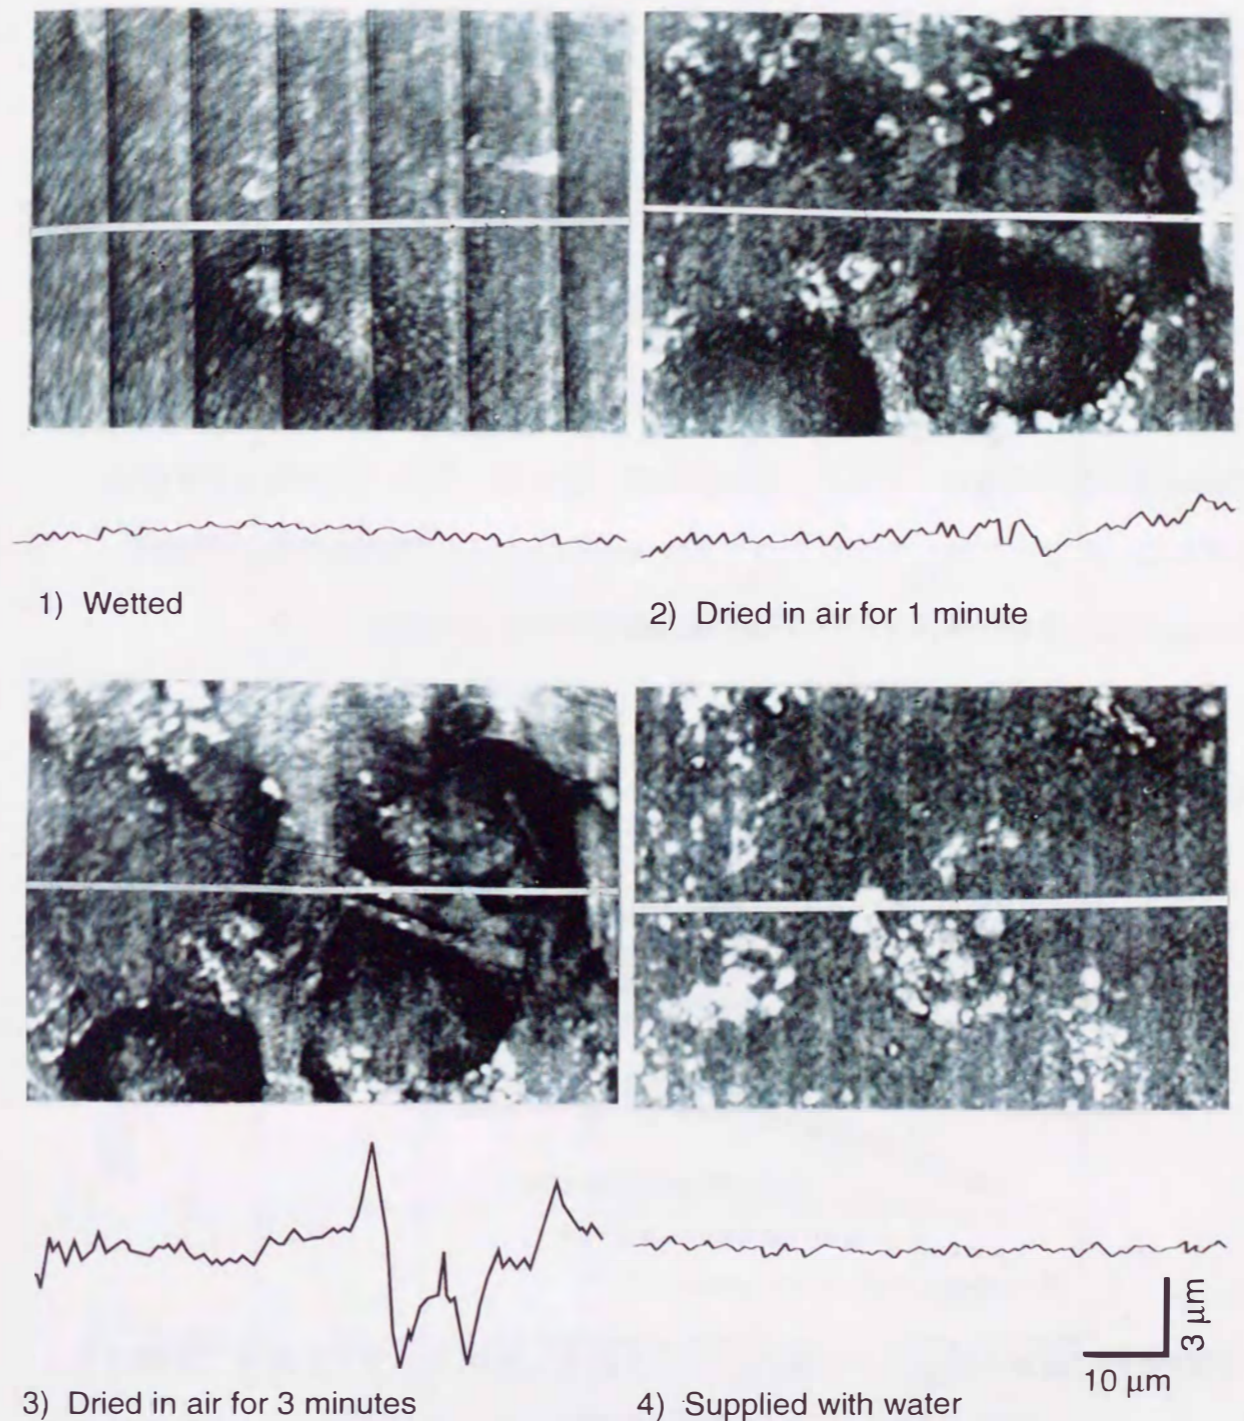 1) Wetted
2) Dried in air for 1 minute
3) Dried in air for 3 minutes
4) Supplied with water
3 μm
10 μm